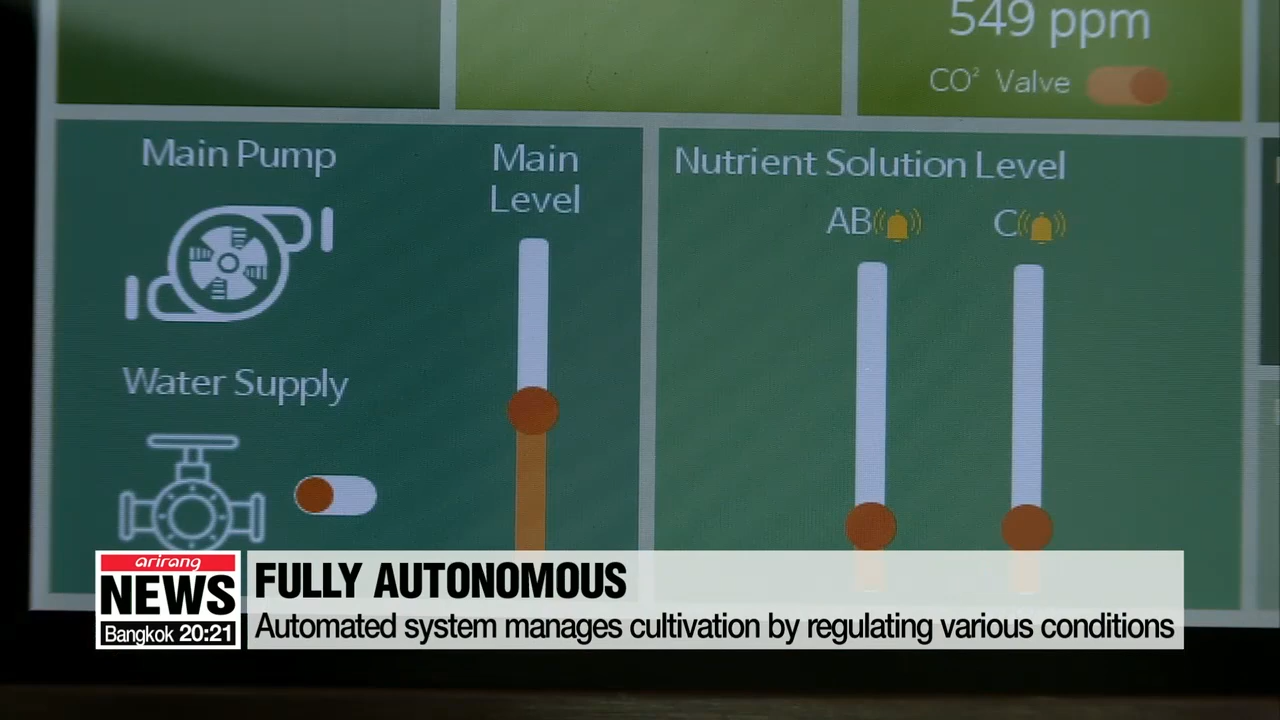 549 ppm
CO² Valve
Main Pump
Main
Level
Nutrient Solution Level
AB
C
Water Supply
arirang
NEWS
Bangkok 20:21
FULLY AUTONOMOUS
Automated system manages cultivation by regulating various conditions